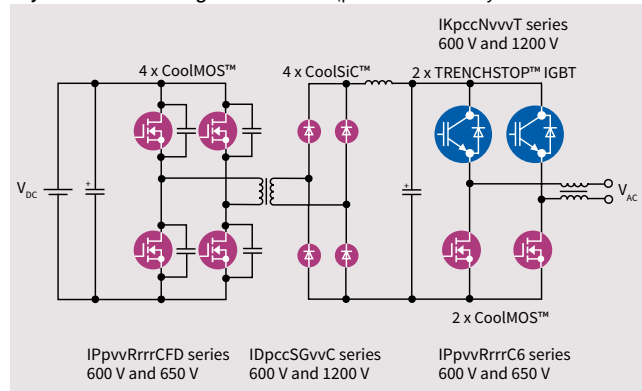 IKpccNvvvT series
600 V and 1200 V
4 x CoolMOS™
4 x CoolSiC™
2 x TRENCHSTOP™ IGBT
V DC
+
+
V AC
2 x CoolMOS™
IPpvvRrrrCFD series
600 V and 650 V
IDpccSGvvC series
600 V and 1200 V
IPpvvRrrrC6 series
600 V and 650 V